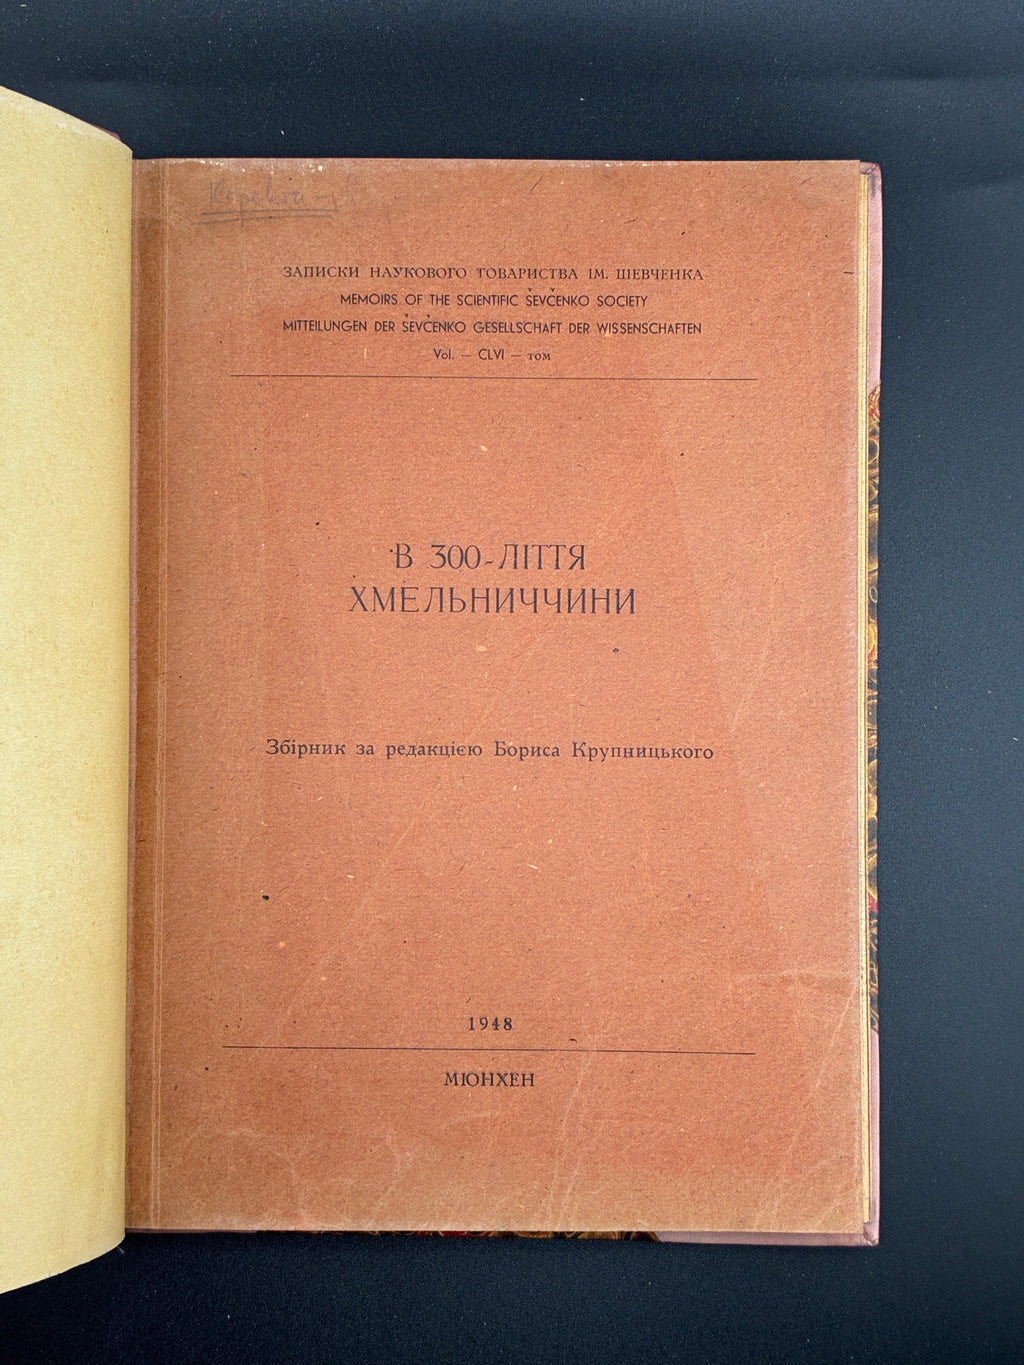 ЗАПИСКИ НАУКОВОГО ТОВАРИСТВА ІМ. ШЕВЧЕНКА
MEMOIRS OF THE SCIENTIFIC ŠEVČENKO SOCIETY
MITTEILUNGEN DER ŠEVČENKO GESELLSCHAFT DER WISSENSCHAFTEN
Vol. — CLVI — том
В 300-ЛІТТЯ
ХМЕЛЬНИЧЧИНИ
Збірник за редакцією Бориса Крупницького
1948
МЮНХЕН